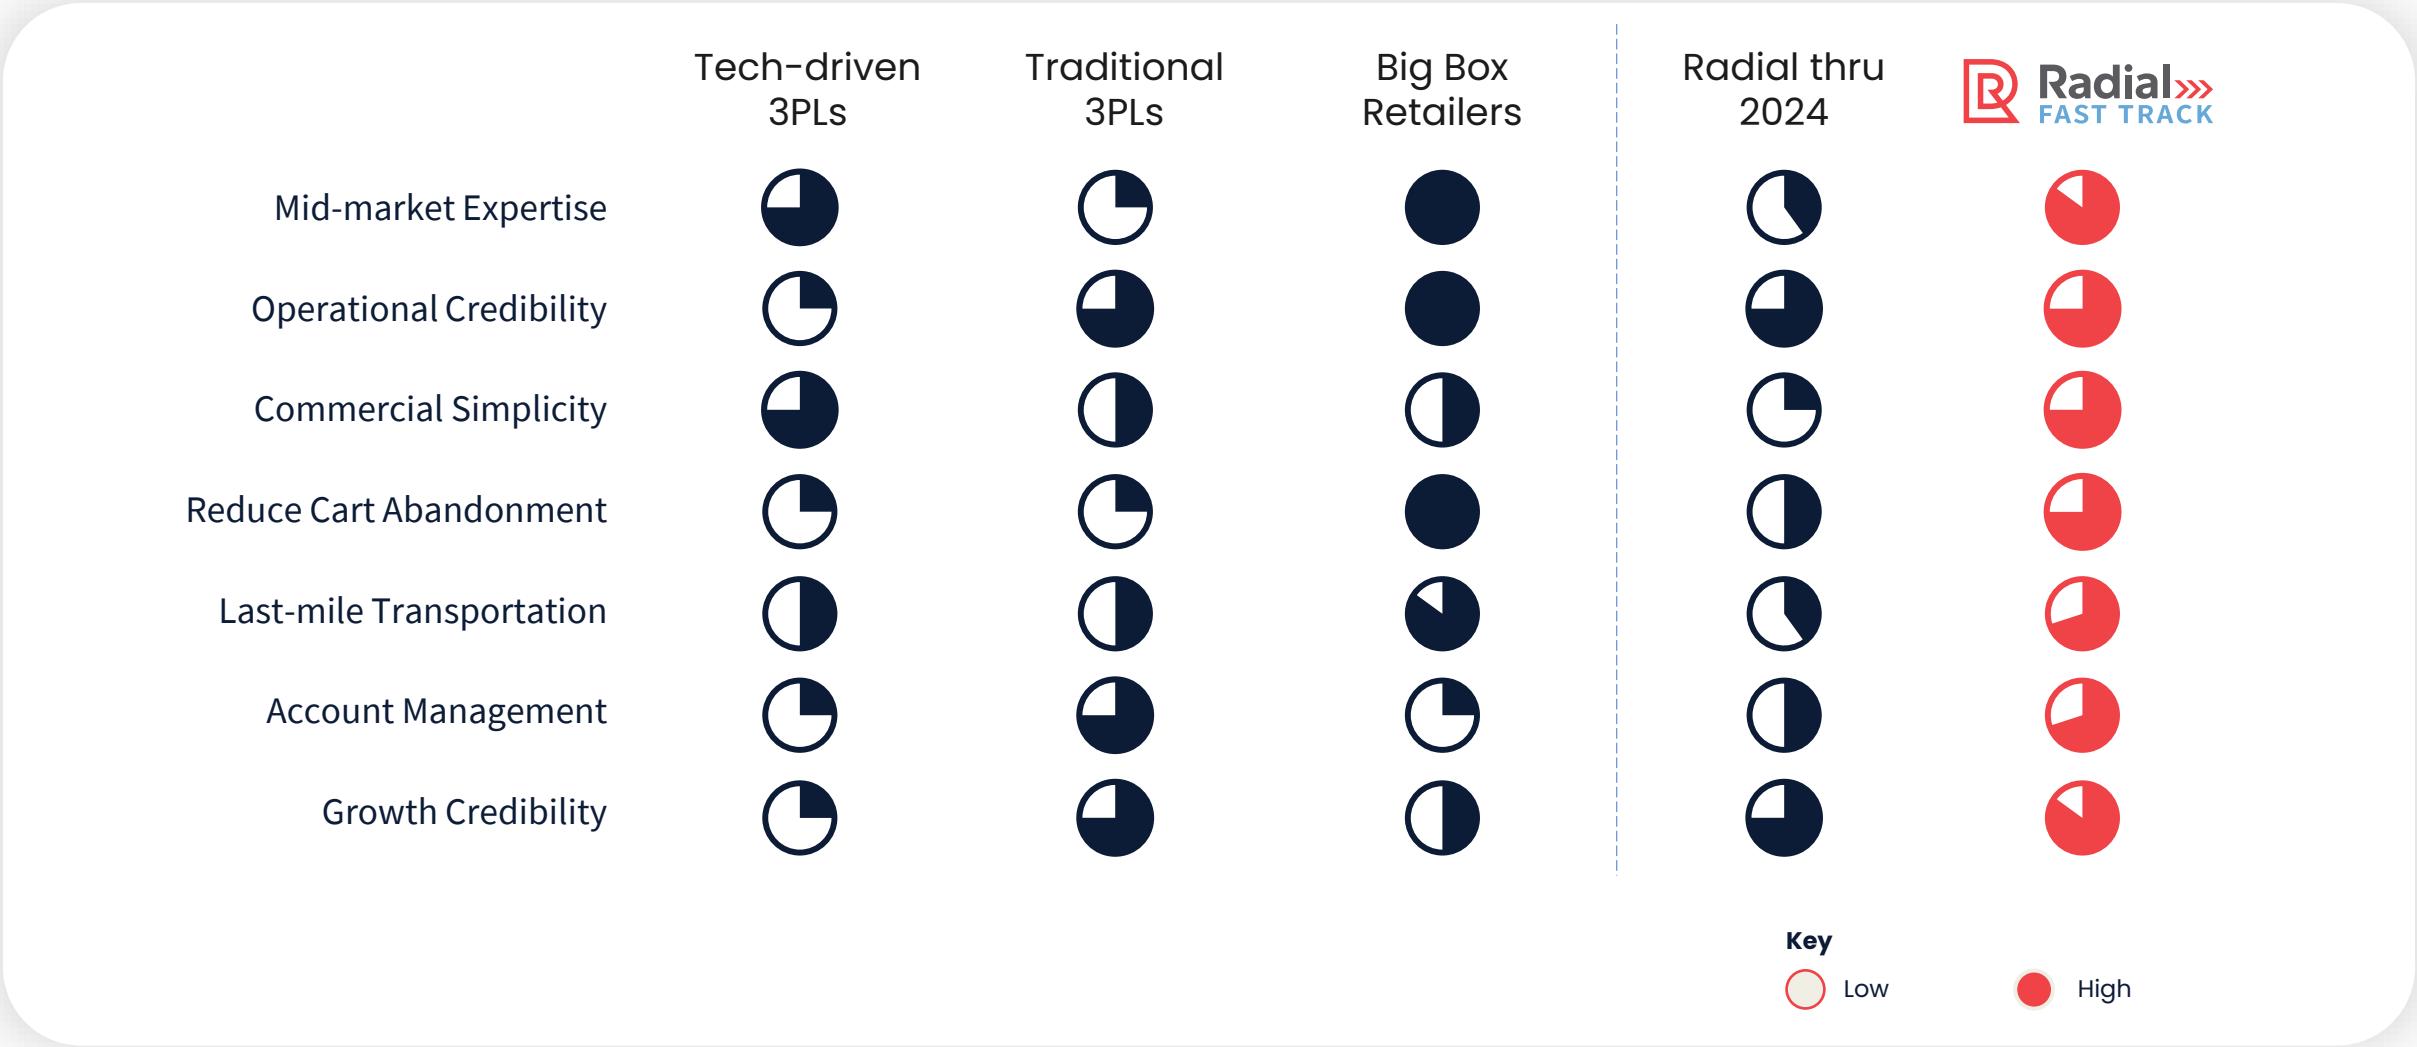 Tech-driven
3PLs
Traditional
3PLs
Big Box
Retailers
Radial thru
2024
Radial
FAST TRACK
Mid-market Expertise
Operational Credibility
Commercial Simplicity
Reduce Cart Abandonment
Last-mile Transportation
Account Management
Growth Credibility
Key
Low
High